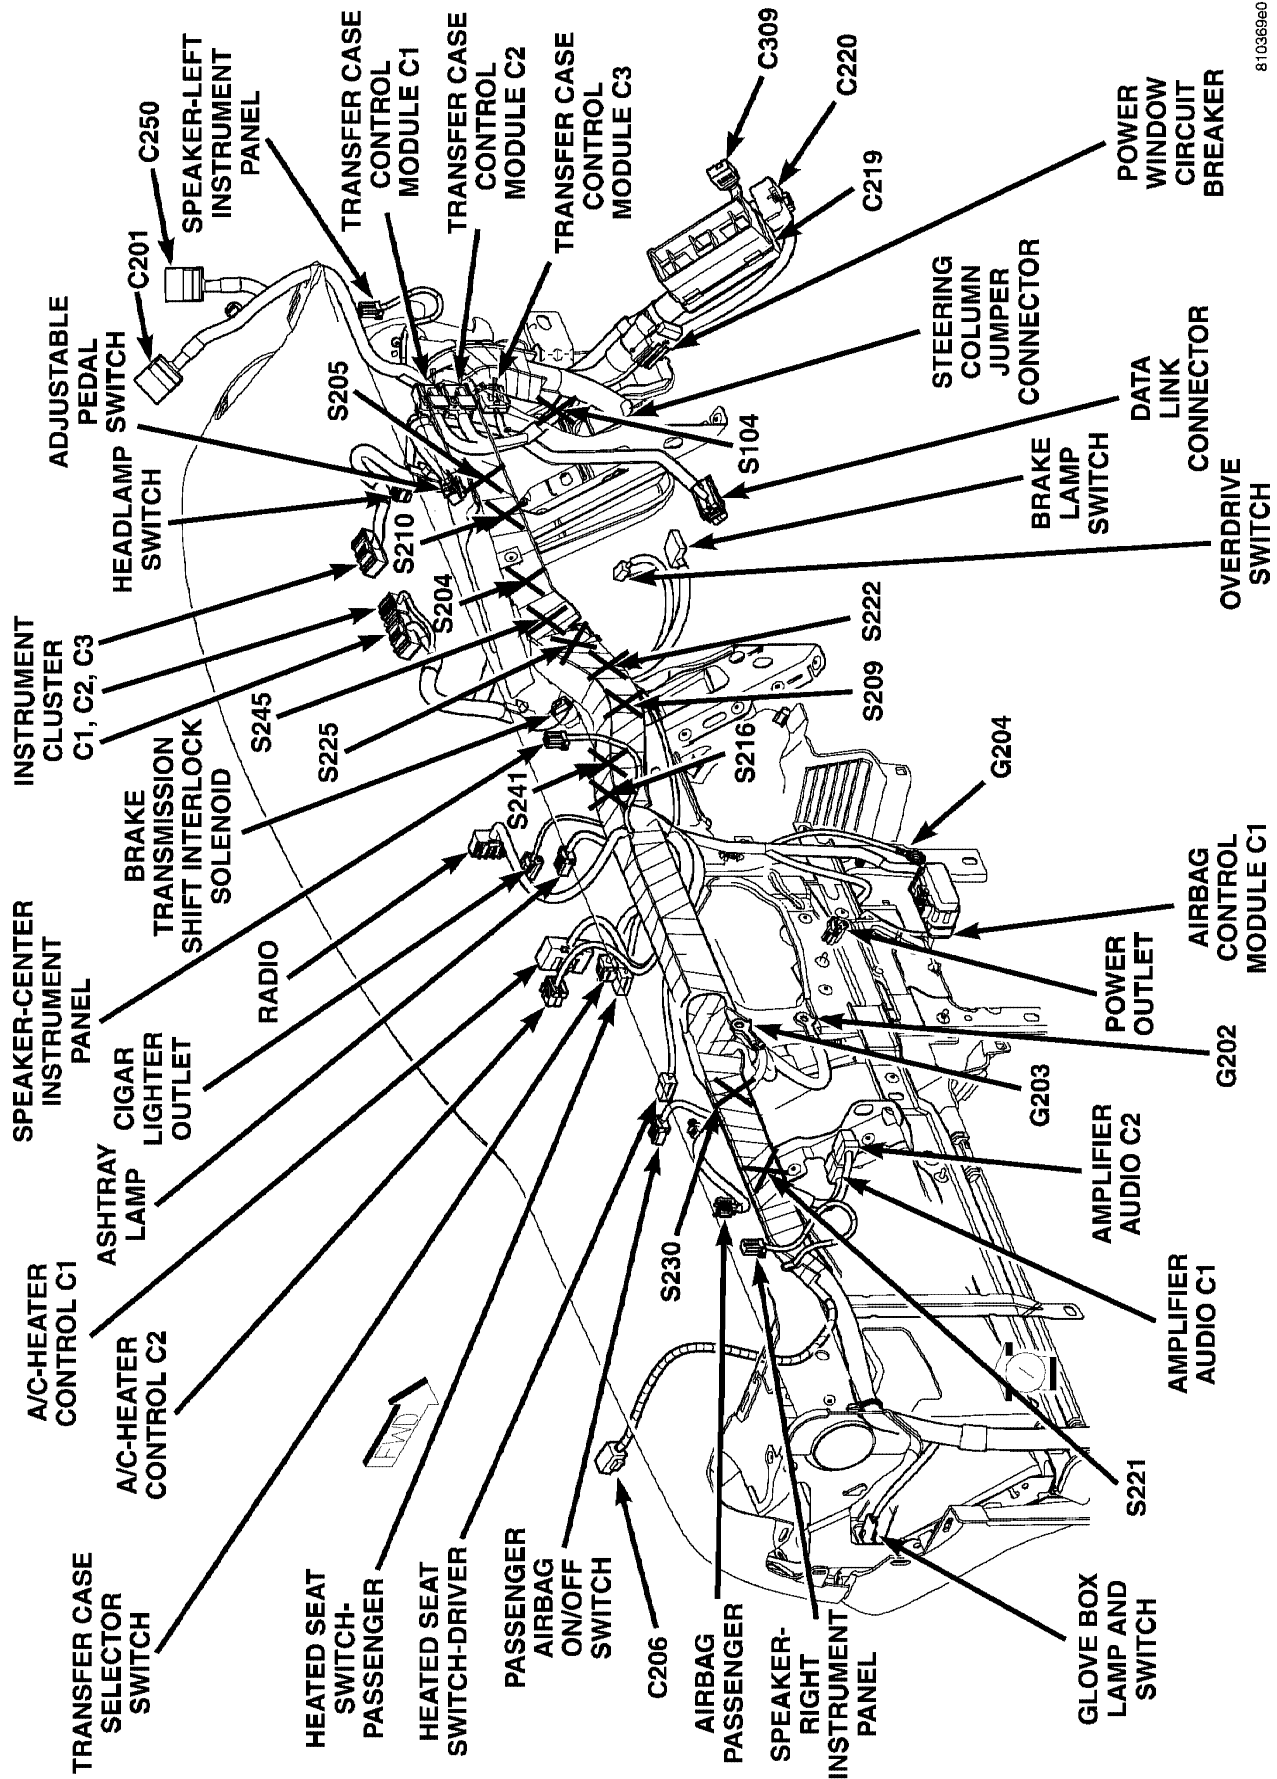 TRANSFER CASE
SELECTOR
SWITCH
HEATED SEAT
SWITCH-
PASSENGER
HEATED SEAT
SWITCH-DRIVER
PASSENGER
AIRBAG
ON/OFF
SWITCH
C206
AIRBAG
PASSENGER
SPEAKER-
RIGHT
INSTRUMENT
PANEL
GLOVE BOX
LAMP AND
SWITCH
A/C-HEATER
CONTROL C1
A/C-HEATER
CONTROL C2
FWD
S230
S221
AMPLIFIER
AUDIO C1
AMPLIFIER
AUDIO C2
ASHTRAY
LAMP
CIGAR
LIGHTER
OUTLET
SPEAKER-CENTER
INSTRUMENT
PANEL
RADIO
G203
G202
POWER
OUTLET
AIRBAG
CONTROL
MODULE C1
G204
BRAKE
TRANSMISSION
SHIFT INTERLOCK
SOLENOID
S241
S216
S209
S222
INSTRUMENT
CLUSTER
C1, C2, C3
S245
S225
S204
S210
HEADLAMP
SWITCH
ADJUSTABLE
PEDAL
SWITCH
S205
S104
OVERDRIVE
SWITCH
BRAKE
LAMP
SWITCH
DATA
LINK
CONNECTOR
STEERING
COLUMN
JUMPER
CONNECTOR
C201
C250
SPEAKER-LEFT
INSTRUMENT
PANEL
TRANSFER CASE
CONTROL
MODULE C1
TRANSFER CASE
CONTROL
MODULE C2
TRANSFER CASE
CONTROL
MODULE C3
C309
C220
C219
POWER
WINDOW
CIRCUIT
BREAKER
810369e0